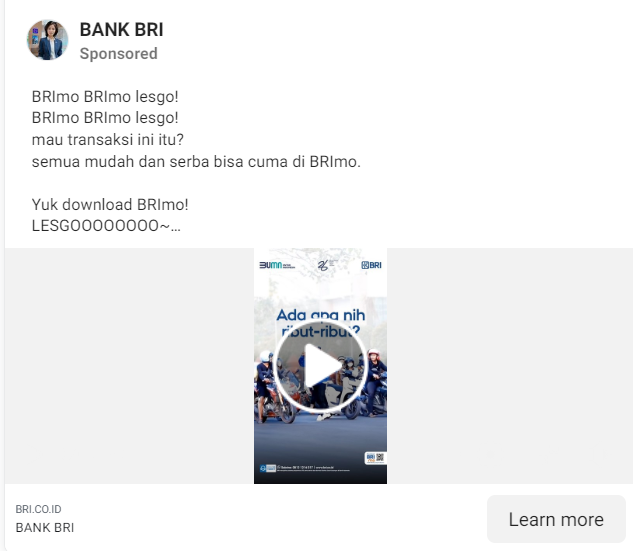 BANK BRI
Sponsored
BRImo BRImo lesgo!
BRImo BRImo lesgo!
mau transaksi ini itu?
semua mudah dan serba bisa cuma di BRImo.
Yuk download BRImo!
LESGOOOOOOOO~...
BUMN
BRI
Ada apa nih
ribut-ribut?
BRI.CO.ID
BANK BRI
Learn more